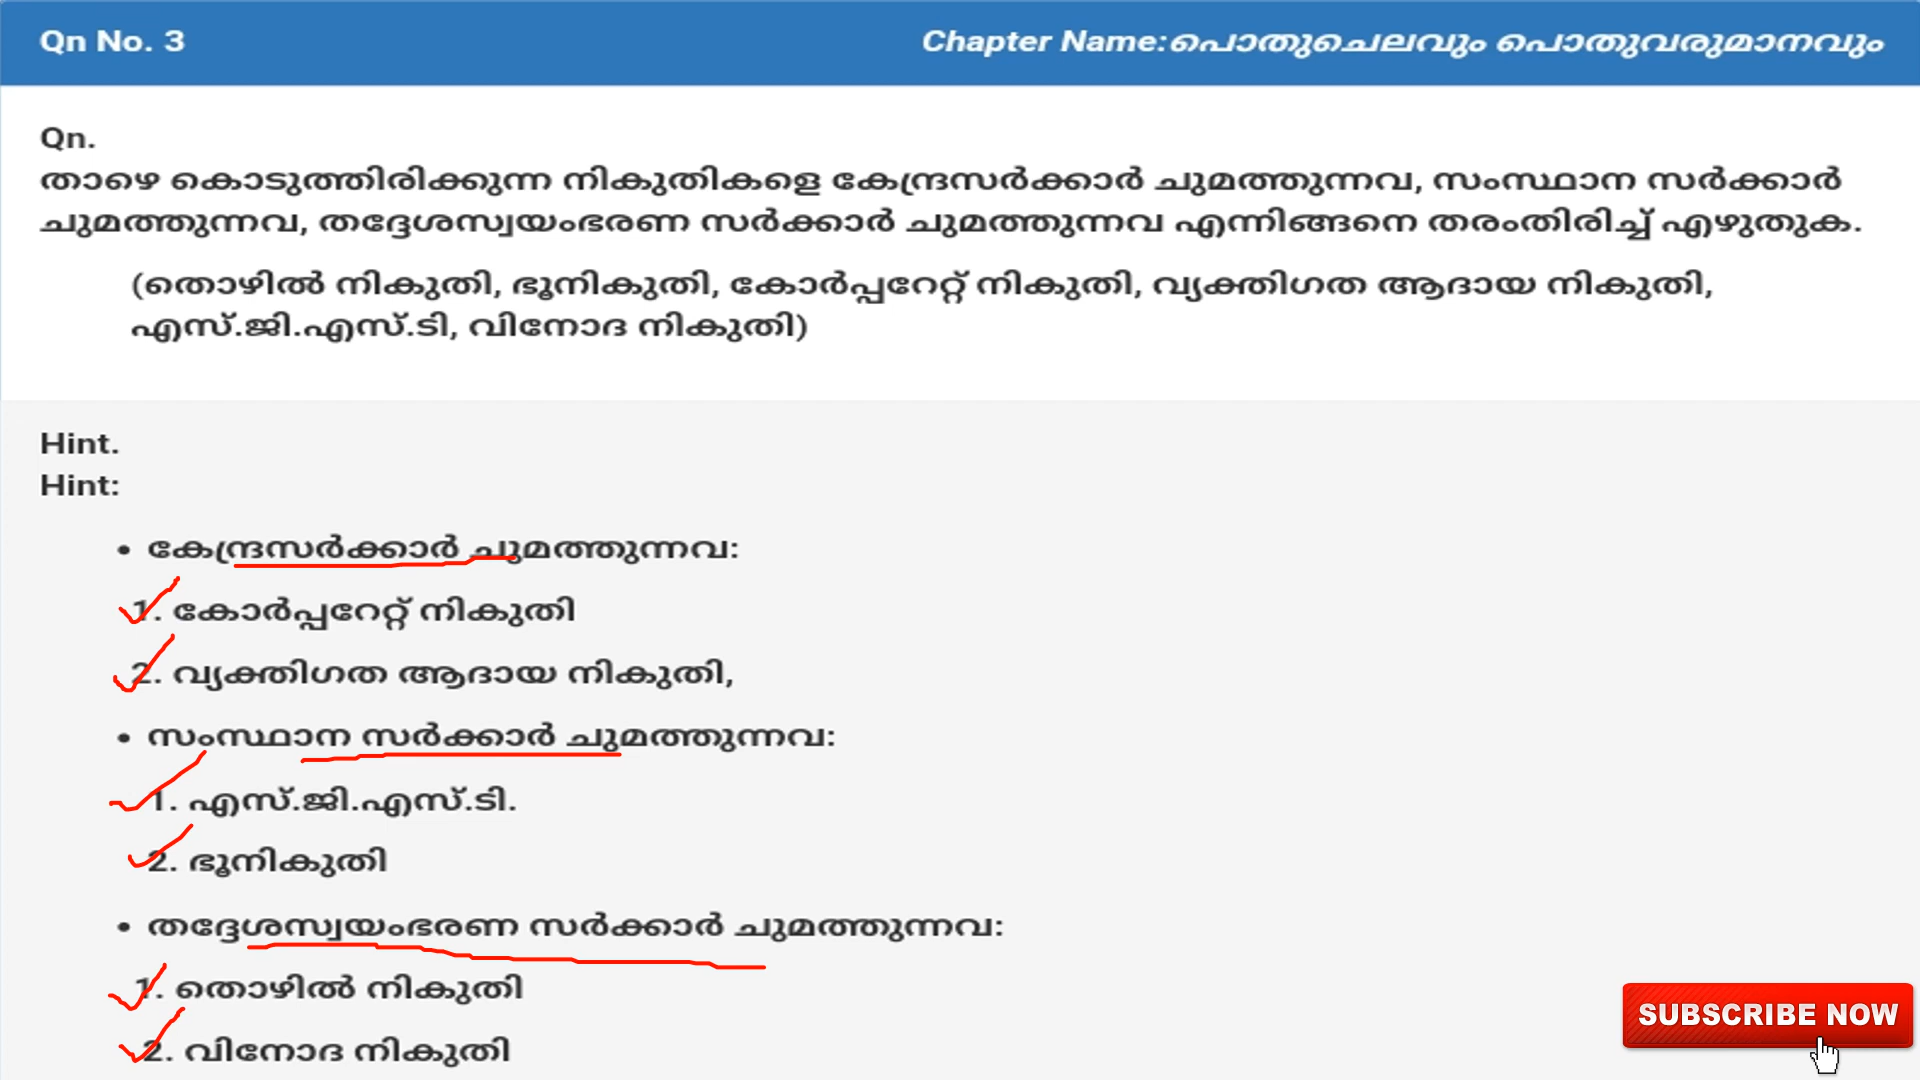 Qn No. 3
Chapter Name:പൊതുചെലവും പൊതുവരുമാനവും
Qn.
താഴെ കൊടുത്തിരിക്കുന്ന നികുതികളെ കേന്ദ്രസർക്കാർ ചുമത്തുന്നവ, സംസ്ഥാന സർക്കാർ
ചുമത്തുന്നവ, തദ്ദേശസ്വയംഭരണ സർക്കാർ ചുമത്തുന്നവ എന്നിങ്ങനെ തരംതിരിച്ച് എഴുതുക.
(തൊഴിൽ നികുതി, ഭൂനികുതി, കോർപ്പറേറ്റ് നികുതി, വ്യക്തിഗത ആദായ നികുതി,
എസ്.ജി.എസ്.ടി, വിനോദ നികുതി)
Hint.
Hint:
• കേന്ദ്രസർക്കാർ ചുമത്തുന്നവ:
1. കോർപ്പറേറ്റ് നികുതി
2. വ്യക്തിഗത ആദായ നികുതി,
• സംസ്ഥാന സർക്കാർ ചുമത്തുന്നവ:
1. എസ്.ജി.എസ്.ടി.
2. ഭൂനികുതി
• തദ്ദേശസ്വയംഭരണ സർക്കാർ ചുമത്തുന്നവ:
1. തൊഴിൽ നികുതി
2. വിനോദ നികുതി
SUBSCRIBE NOW